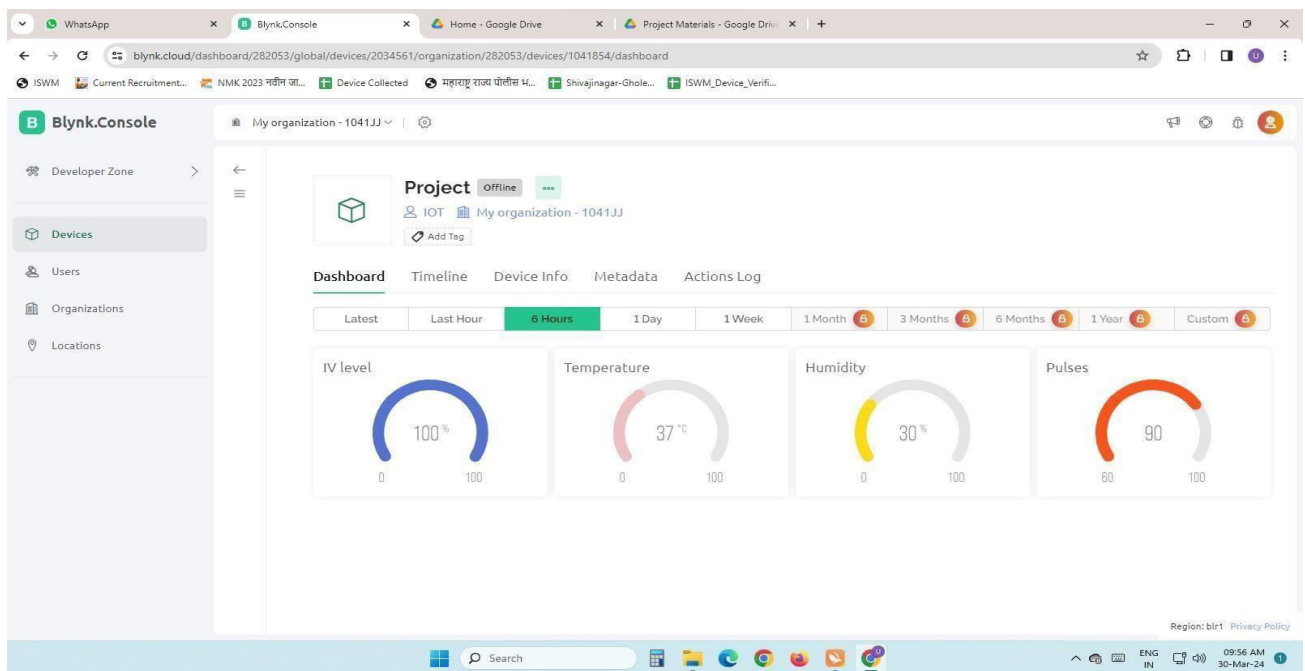 WhatsApp
Blynk.Console
Home - Google Drive
Project Materials - Google Driv
blynk.cloud/dashboard/282053/global/devices/2034561/organization/282053/devices/1041854/dashboard
U
ISWM
Current Recruitment...
NMK 2023 नवीन जा...
Device Collected
महाराष्ट्र राज्य पोलीस भ...
Shivajinagar-Ghole...
ISWM_Device_Verifi...
B Blynk.Console
My organization - 1041JJ
Developer Zone
Devices
Users
Organizations
Locations
Project Offline
IOT My organization - 1041JJ
Add Tag
Dashboard Timeline Device Info Metadata Actions Log
Latest Last Hour 6 Hours 1 Day 1 Week 1 Month 3 Months 6 Months 1 Year Custom
IV level
100 %
0 100
Temperature
37 °C
0 100
Humidity
30 %
0 100
Pulses
90
60 100
Region: blr1 Privacy Policy
Search
ENG
IN
09:56 AM
30-Mar-24
1